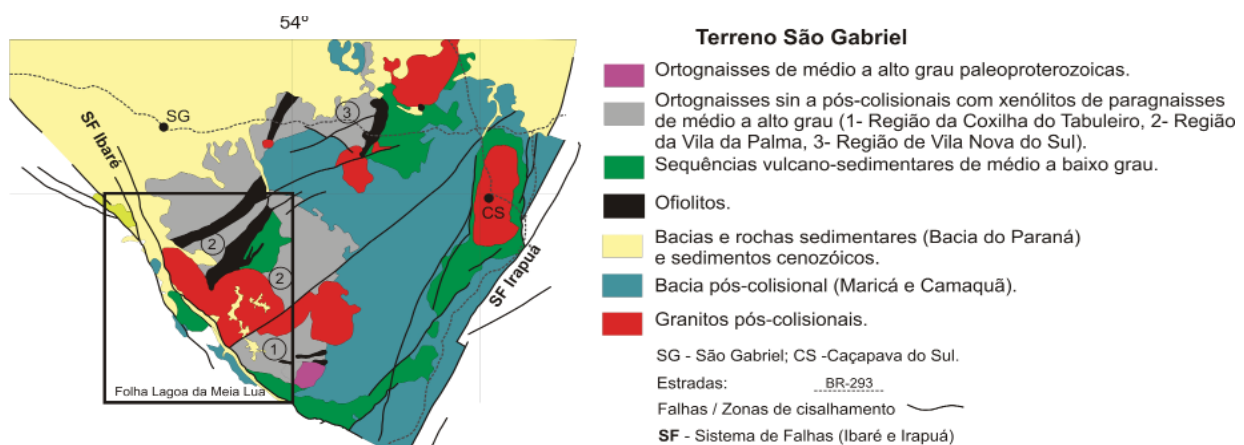 54º
SG
SF Ibaré
3
2
2
1
CS
SF Irapuá
Folha Lagoa da Meia Lua
Terreno São Gabriel
Ortognaisses de médio a alto grau paleoproterozoicas.
Ortognaisses sin a pós-colisionais com xenólitos de paragnaisses
de médio a alto grau (1- Região da Coxilha do Tabuleiro, 2- Região
da Vila da Palma, 3- Região de Vila Nova do Sul).
Sequências vulcano-sedimentares de médio a baixo grau.
Ofiolitos.
Bacias e rochas sedimentares (Bacia do Paraná)
e sedimentos cenozóicos.
Bacia pós-colisional (Maricá e Camaquã).
Granitos pós-colisionais.
SG - São Gabriel; CS -Caçapava do Sul.
Estradas: BR-293
Falhas / Zonas de cisalhamento
SF - Sistema de Falhas (Ibaré e Irapuá)